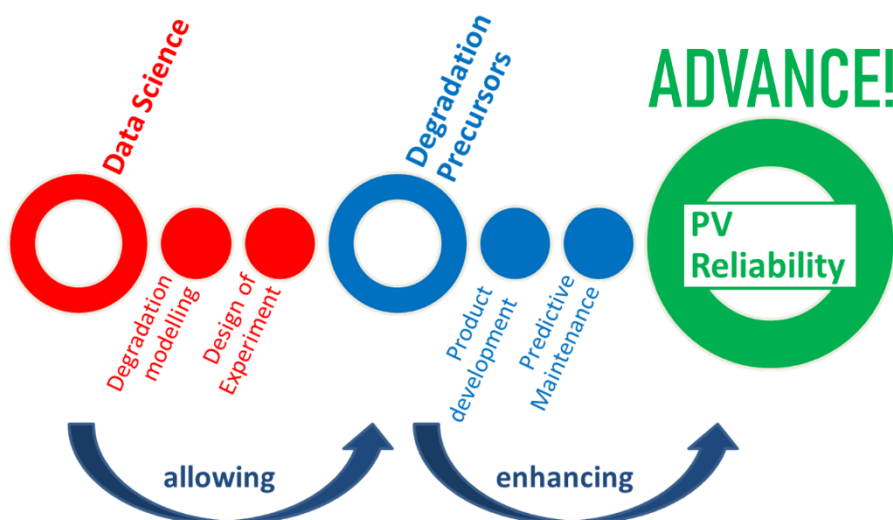 Data Science
Degradation
modelling
Design of
Experiment
Degradation
Precursors
Product
development
Predictive
Maintenance
ADVANCE!
PV
Reliability
allowing
enhancing